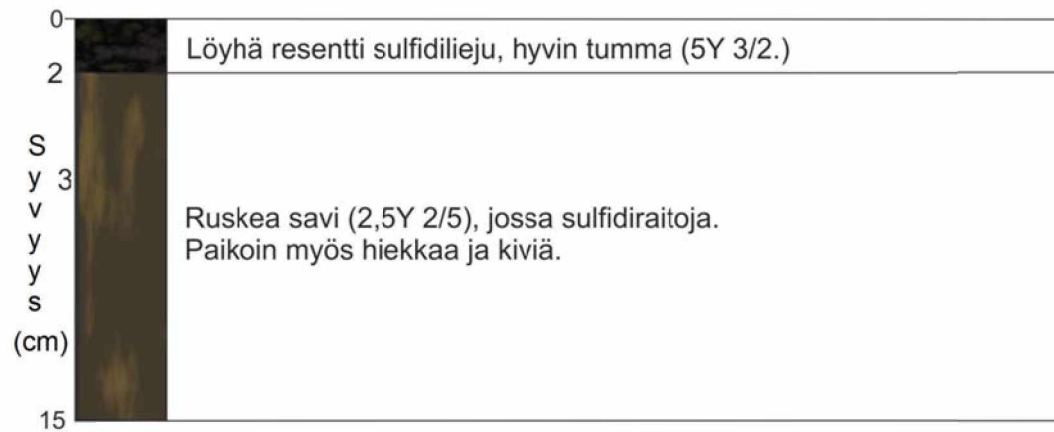 0
Löyhä resentti sulfidilieju, hyvin tumma (5Y 3/2.)
2
Syvyys
(cm)
3
Ruskea savi (2,5Y 2/5), jossa sulfidiraitoja.
Paikoin myös hiekkaa ja kiviä.
15